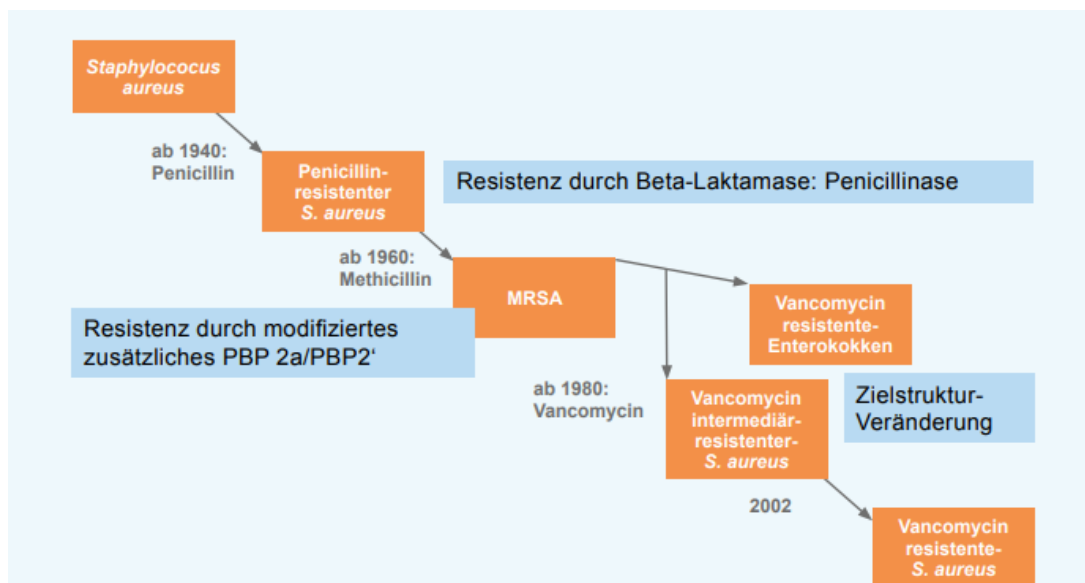 Staphylococus
aureus
ab 1940:
Penicillin
Penicillin-
resistenter
S. aureus
Resistenz durch Beta-Laktamase: Penicillinase
ab 1960:
Methicillin
MRSA
Resistenz durch modifiziertes
zusätzliches PBP 2a/PBP2‘
Vancomycin
resistente-
Enterokokken
ab 1980:
Vancomycin
Vancomycin
intermediär-
resistenter-
S. aureus
Zielstruktur-
Veränderung
2002
Vancomycin
resistente-
S. aureus